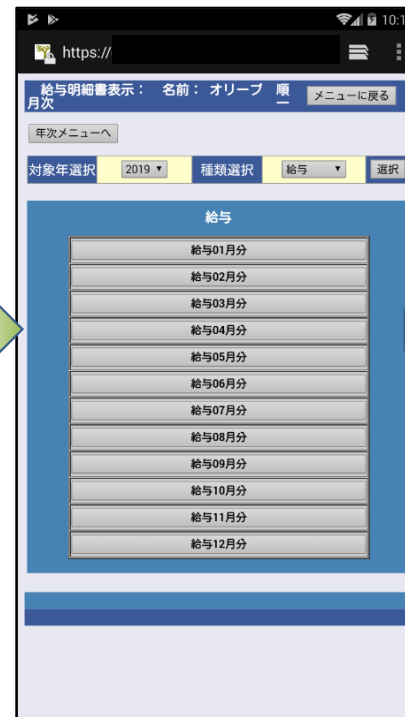 10:1
https://
給与明細書表示： 名前： オリーブ 順
月次 一
メニューに戻る
年次メニューへ
対象年選択 2019 種類選択 給与 選択
給与
給与01月分
給与02月分
給与03月分
給与04月分
給与05月分
給与06月分
給与07月分
給与08月分
給与09月分
給与10月分
給与11月分
給与12月分